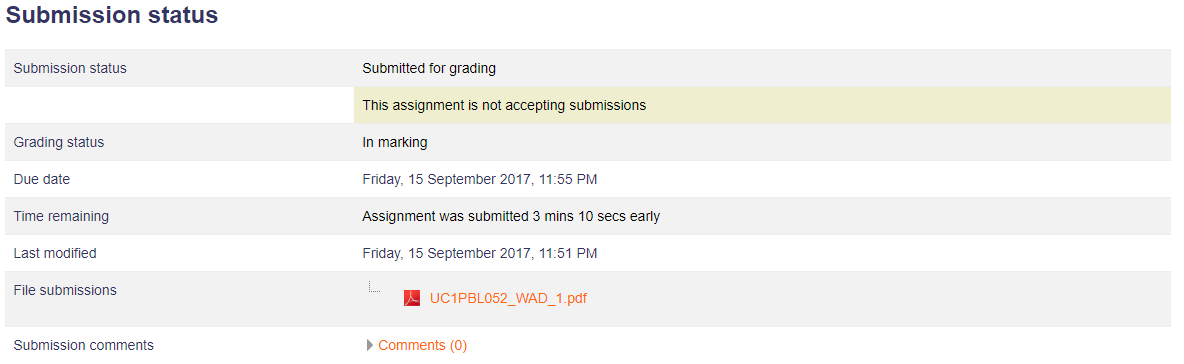 Submission status
Submission status Submitted for grading
This assignment is not accepting submissions
Grading status In marking
Due date Friday, 15 September 2017, 11:55 PM
Time remaining Assignment was submitted 3 mins 10 secs early
Last modified Friday, 15 September 2017, 11:51 PM
File submissions
UC1PBL052_WAD_1.pdf
Submission comments Comments (0)